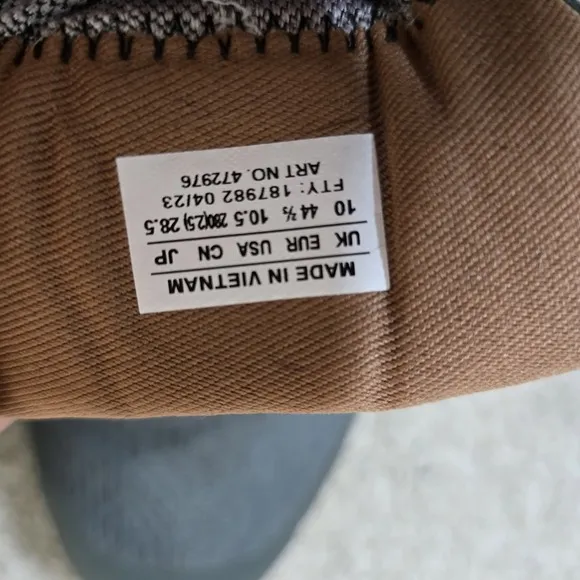 MADE IN VIETNAM
UK EUR USA CN JP
10 44⅔ 10.5 280(2.5) 28.5
FTY: 187982 04/23
ART NO. 472976